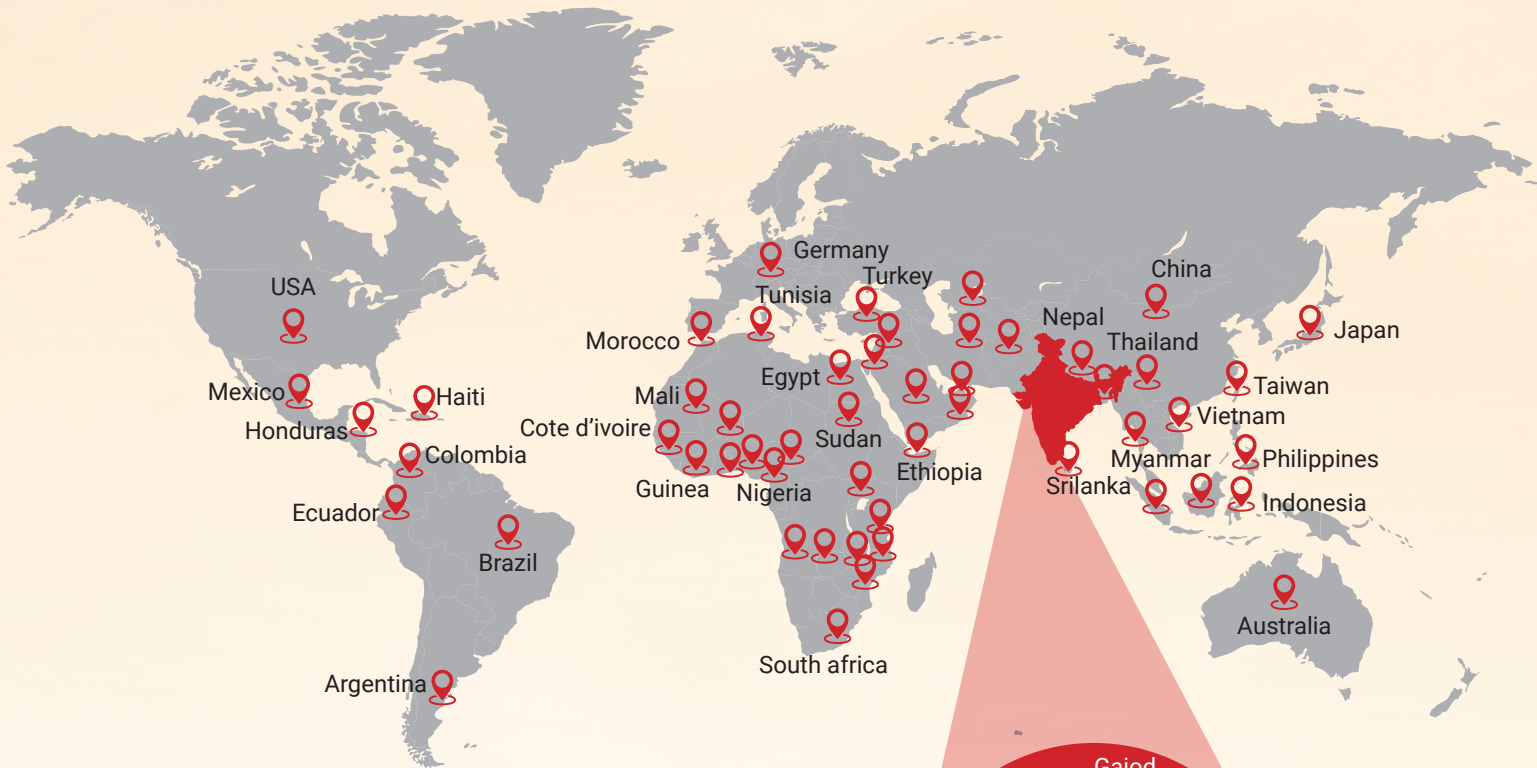 Germany
Turkey
China
USA
Tunisia
Nepal
Japan
Morocco
Thailand
Egypt
Taiwan
Mexico
Haiti
Mali
Vietnam
Honduras
Cote d’ivoire
Sudan
Colombia
Myanmar
Philippines
Ethiopia
Guinea
Nigeria
Srilanka
Indonesia
Ecuador
Brazil
Australia
South africa
Argentina